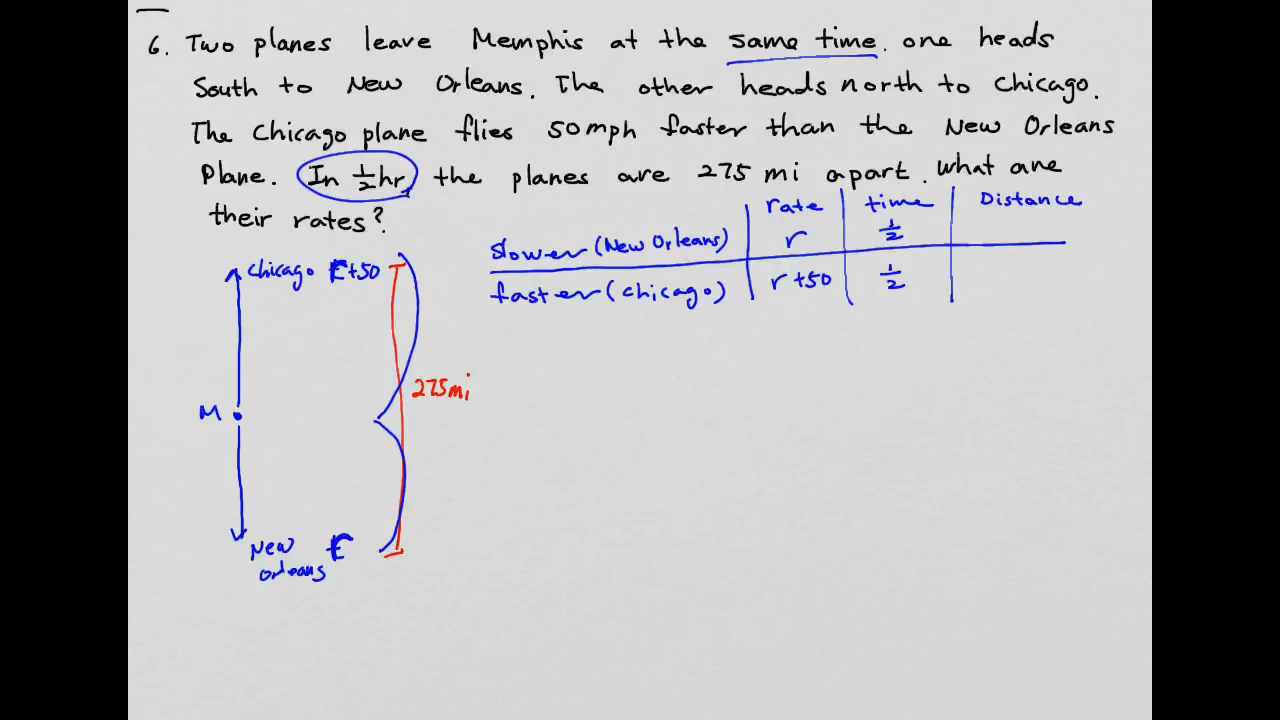 6. Two planes leave Memphis at the same time. one heads
South to New Orleans. The other heads north to Chicago.
The Chicago plane flies 50mph faster than the New Orleans
Plane. In 1/2 hr, the planes are 275 mi apart. what are
their rates?
rate time Distance
slower (New Orleans) r 1/2
faster (Chicago) r +50 1/2
Chicago r+50
275mi
M
New r
Orleans